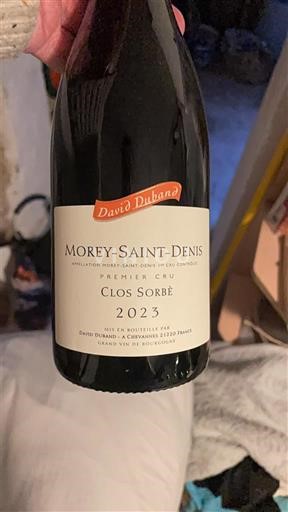 David Duband
MOREY-SAINT-DENIS
APPELLATION MOREY-SAINT-DENIS 1ER CRU CONTRÔLÉE
PREMIER CRU
CLOS SORBÈ
2023
MIS EN BOUTEILLE PAR
DAVID DUBAND - A CHEVANNES 21220 FRANCE
GRAND VIN DE BOURGOGNE